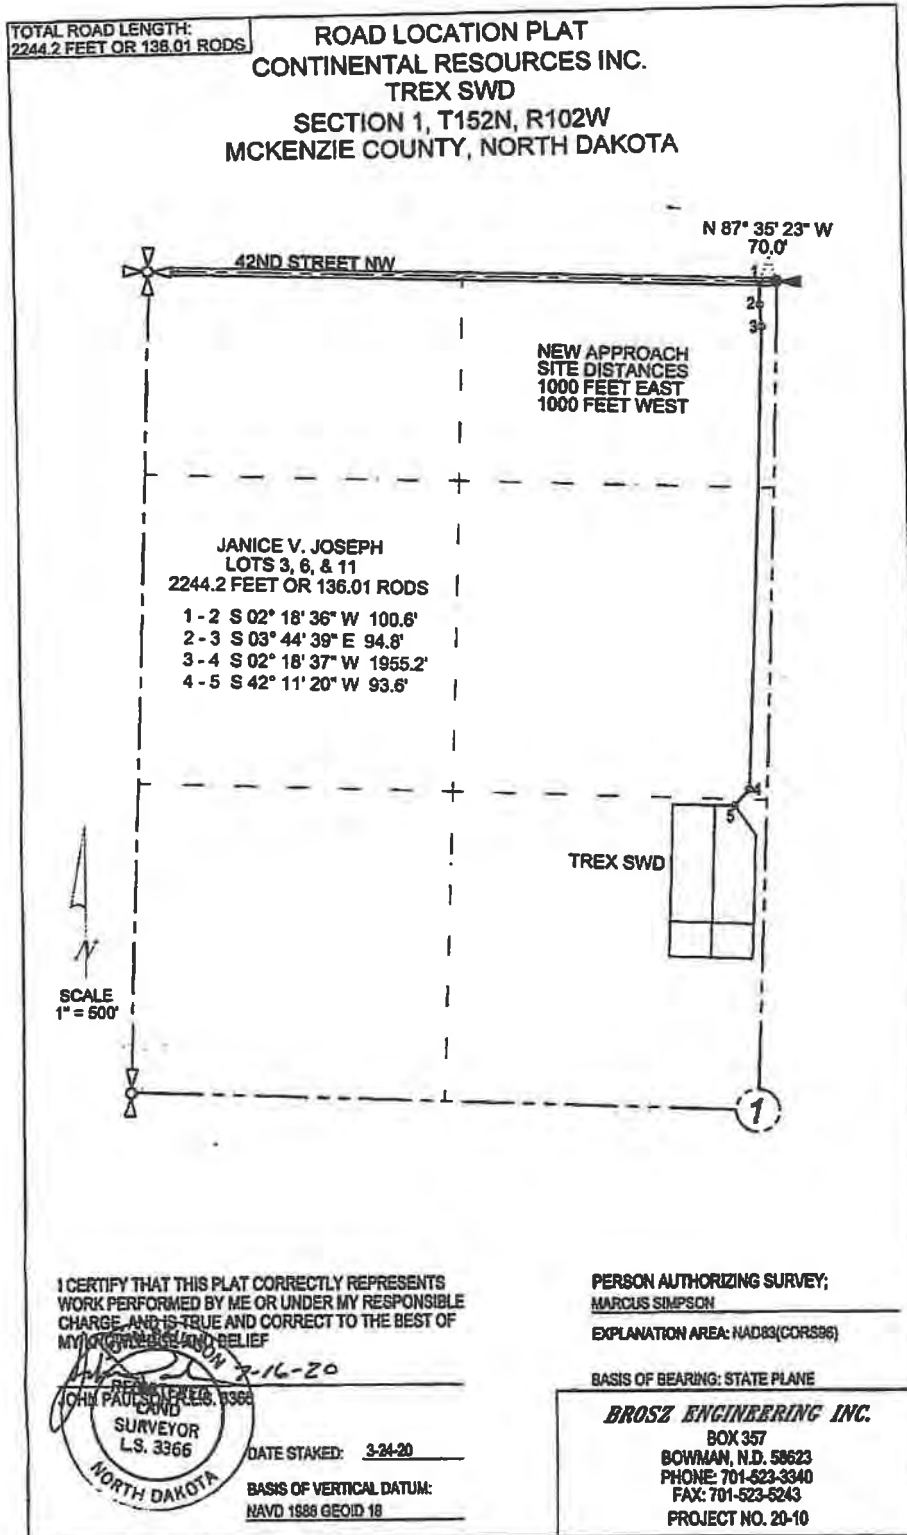 TOTAL ROAD LENGTH:
2244.2 FEET OR 136.01 RODS
ROAD LOCATION PLAT
CONTINENTAL RESOURCES INC.
TREX SWD
SECTION 1, T152N, R102W
MCKENZIE COUNTY, NORTH DAKOTA
N 87° 35' 23" W
70.0'
42ND STREET NW
1
2
3
NEW APPROACH
SITE DISTANCES
1000 FEET EAST
1000 FEET WEST
JANICE V. JOSEPH
LOTS 3, 6, & 11
2244.2 FEET OR 136.01 RODS
1 - 2 S 02° 18' 36" W 100.6'
2 - 3 S 03° 44' 39" E 94.8'
3 - 4 S 02° 18' 37" W 1955.2'
4 - 5 S 42° 11' 20" W 93.6'
4
5
TREX SWD
N
SCALE
1" = 500'
1
I CERTIFY THAT THIS PLAT CORRECTLY REPRESENTS
WORK PERFORMED BY ME OR UNDER MY RESPONSIBLE
CHARGE AND IS TRUE AND CORRECT TO THE BEST OF
MY KNOWLEDGE AND BELIEF
-16-20
JOHN PAULSON R.L.S. 3366
REGISTERED
LAND
SURVEYOR
L.S. 3366
NORTH DAKOTA
DATE STAKED: 3-24-20
BASIS OF VERTICAL DATUM:
NAVD 1988 GEOID 18
PERSON AUTHORIZING SURVEY;
MARCUS SIMPSON
EXPLANATION AREA: NAD83(CORS96)
BASIS OF BEARING: STATE PLANE
BROSZ ENGINEERING INC.
BOX 357
BOWMAN, N.D. 58623
PHONE: 701-523-3340
FAX: 701-523-5243
PROJECT NO. 20-10